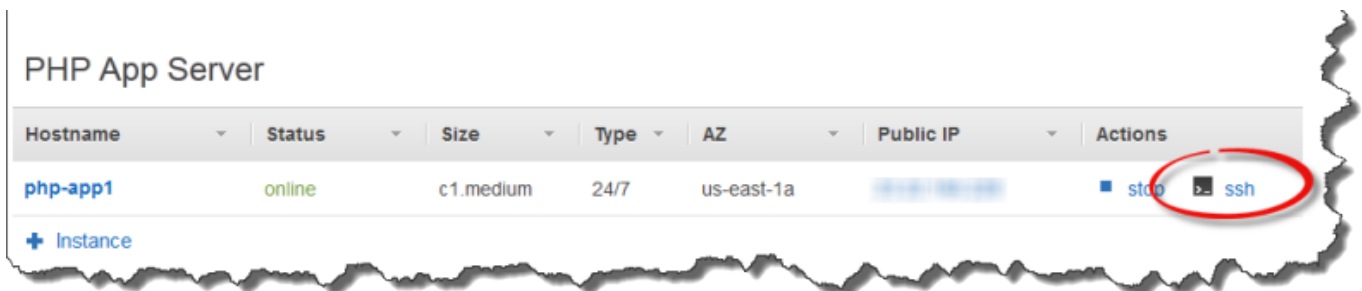 PHP App Server
Hostname Status Size Type AZ Public IP Actions
php-app1 online c1.medium 24/7 us-east-1a stop ssh
Instance